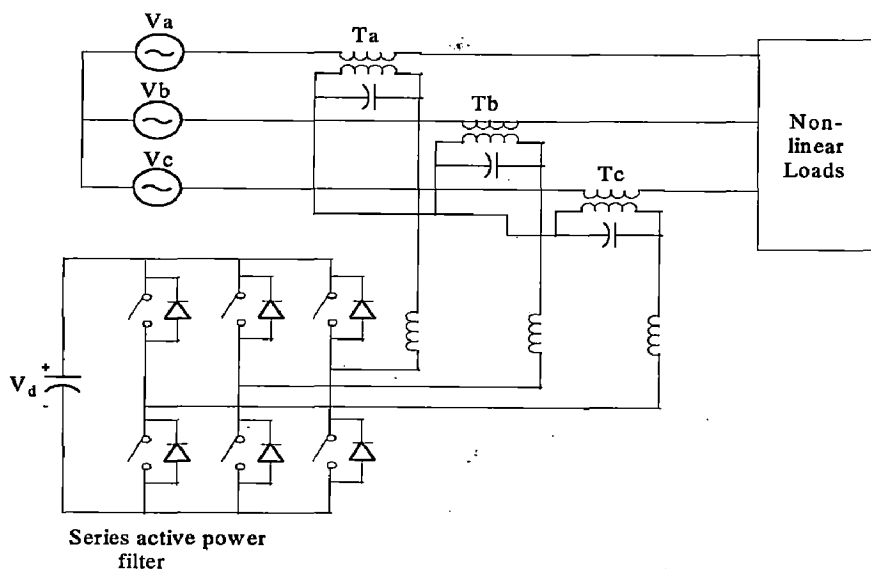 Va
Ta
Vb
Tb
Vc
Tc
Non-
linear
Loads
+
Vd
-
Series active power
filter